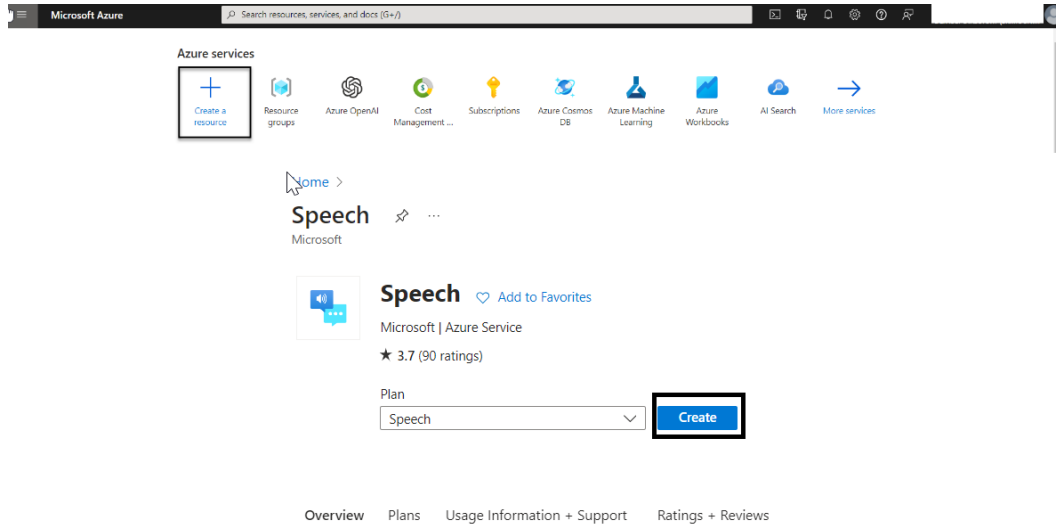 Microsoft Azure
Search resources, services, and docs (G+/)
Azure services
Create a
resource
Resource
groups
Azure OpenAI
Cost
Management ...
Subscriptions
Azure Cosmos
DB
Azure Machine
Learning
Azure
Workbooks
AI Search
More services
Home >
Speech
Microsoft
Speech
Add to Favorites
Microsoft | Azure Service
★ 3.7 (90 ratings)
Plan
Speech
Create
Overview Plans Usage Information + Support Ratings + Reviews